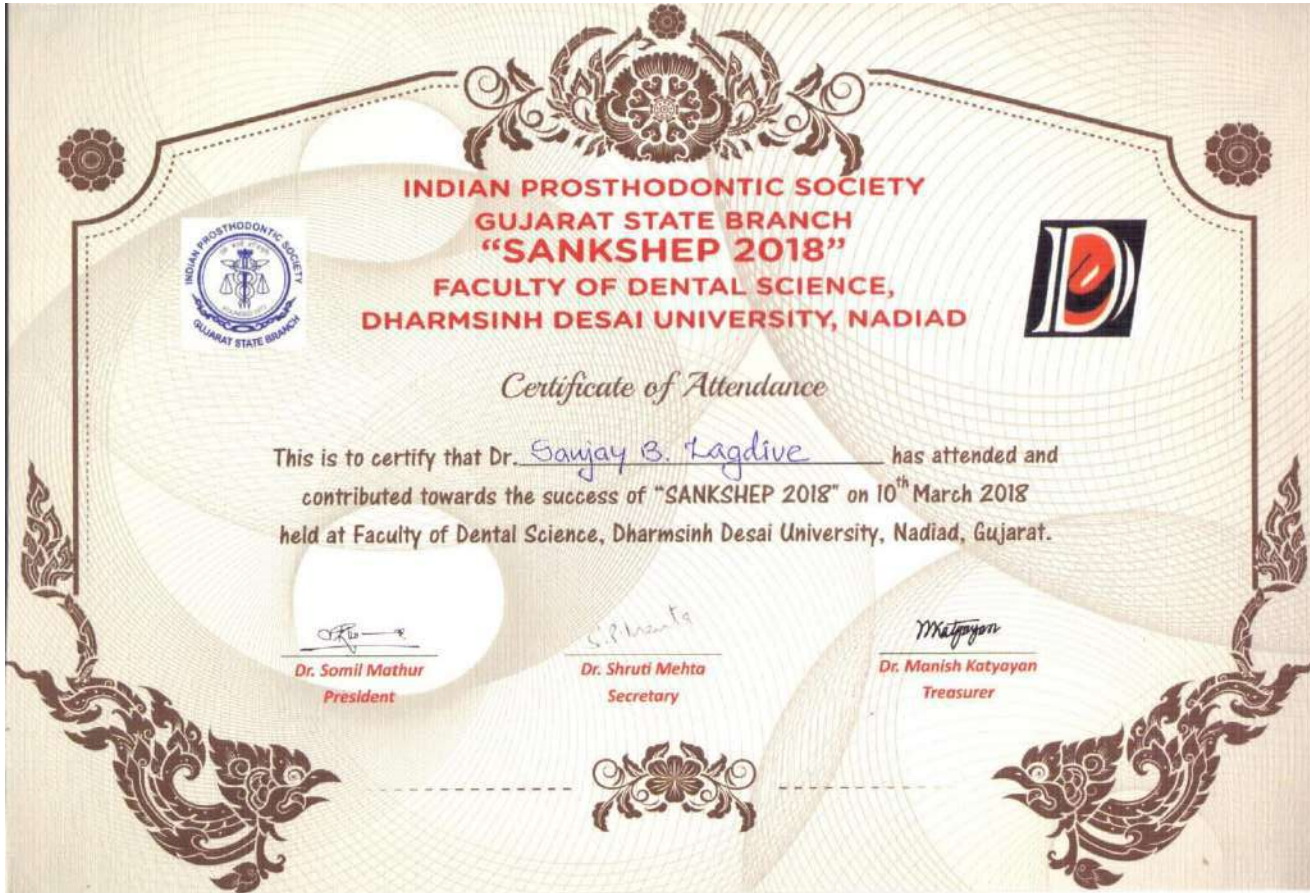 INDIAN PROSTHODONTIC SOCIETY
GUJARAT STATE BRANCH
“SANKSHEP 2018”
FACULTY OF DENTAL SCIENCE,
DHARMSINH DESAI UNIVERSITY, NADIAD
INDIAN PROSTHODONTIC SOCIETY
GUJARAT STATE BRANCH
D
Certificate of Attendance
This is to certify that Dr. Sanjay B. Lagdive has attended and
contributed towards the success of "SANKSHEP 2018" on 10th March 2018
held at Faculty of Dental Science, Dharmsinh Desai University, Nadiad, Gujarat.
S.P. Mehta
MKatyayan
Dr. Somil Mathur
Dr. Shruti Mehta
Dr. Manish Katyayan
President
Secretary
Treasurer